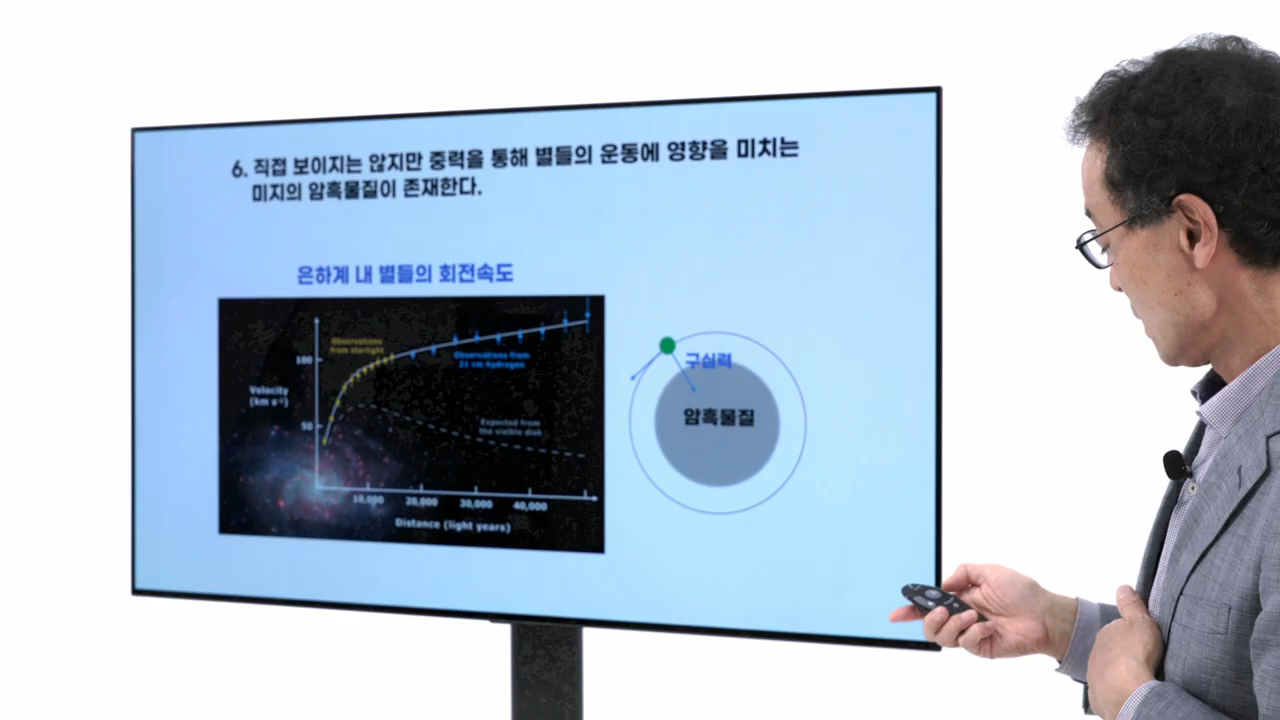 6. 직접 보이지는 않지만 중력을 통해 별들의 운동에 영향을 미치는
미지의 암흑물질이 존재한다.
은하계 내 별들의 회전속도
Observations
from starlight
Observations from
21 cm hydrogen
100
Velocity
(km s⁻¹)
50
Expected from
the visible disk
10,000 20,000 30,000 40,000
Distance (light years)
구심력
암흑물질